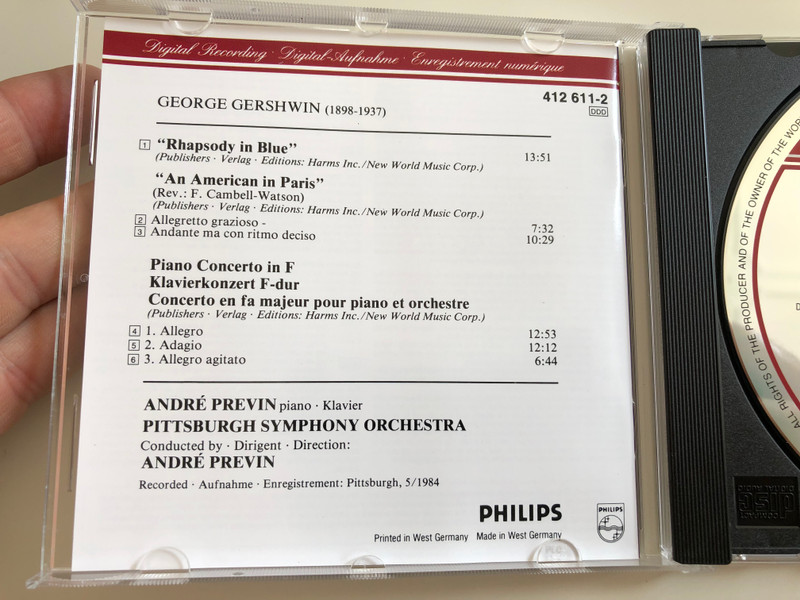 Digital Recording · Digital-Aufnahme · Enregistrement numérique
412 611-2
DDD
GEORGE GERSHWIN (1898-1937)
1 “Rhapsody in Blue” 13:51
(Publishers · Verlag · Editions: Harms Inc./New World Music Corp.)
“An American in Paris”
(Rev.: F. Cambell-Watson)
(Publishers · Verlag · Editions: Harms Inc./New World Music Corp.)
2 Allegretto grazioso - 7:32
3 Andante ma con ritmo deciso 10:29
Piano Concerto in F
Klavierkonzert F-dur
Concerto en fa majeur pour piano et orchestre
(Publishers · Verlag · Editions: Harms Inc./New World Music Corp.)
4 1. Allegro 12:53
5 2. Adagio 12:12
6 3. Allegro agitato 6:44
ANDRÉ PREVIN piano · Klavier
PITTSBURGH SYMPHONY ORCHESTRA
Conducted by · Dirigent · Direction:
ANDRÉ PREVIN
Recorded · Aufnahme · Enregistrement: Pittsburgh, 5/1984
PHILIPS
PHILIPS
Printed in West Germany Made in West Germany
ALL RIGHTS OF THE PRODUCER AND OF THE OWNER OF THE WOR